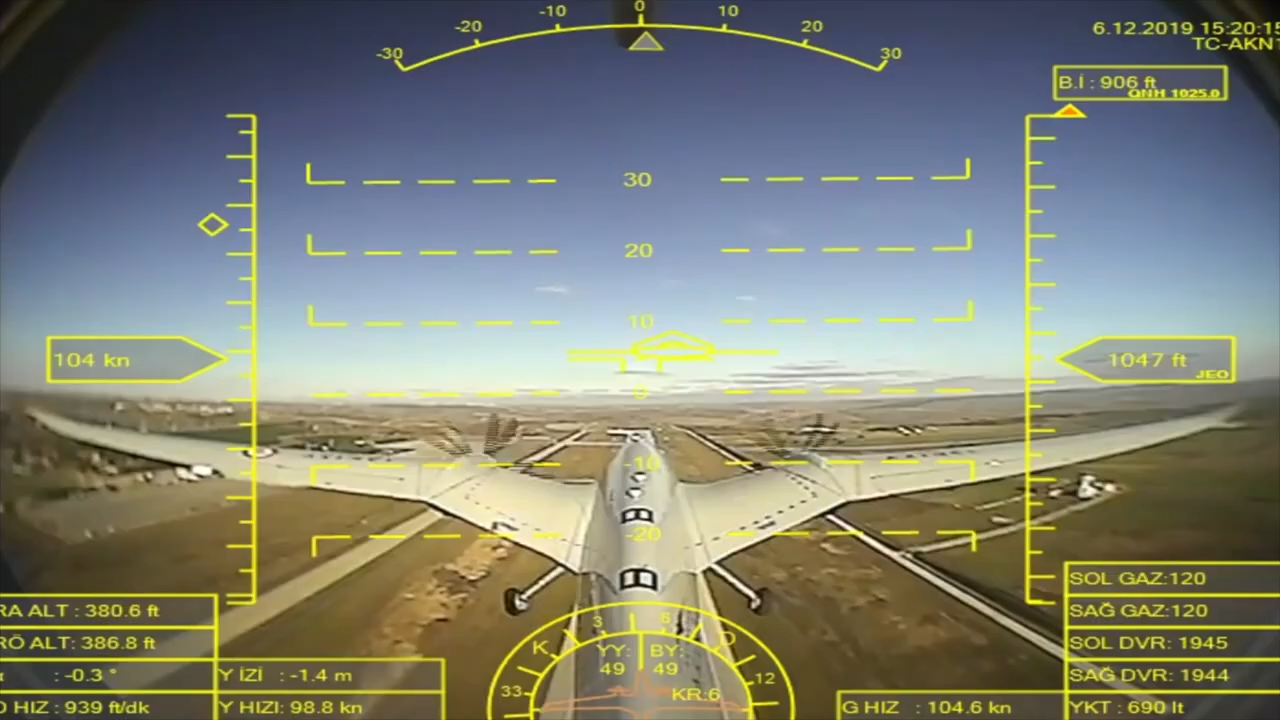 0
-10 10
-20 20
-30 30
6.12.2019 15:20:15
TC-AKN1
B.İ : 906 ft
QNH 1025.0
30
20
10
104 kn
1047 ft
JEO
0
-10
-20
SOL GAZ:120
RA ALT : 380.6 ft
SAĞ GAZ:120
RÖ ALT: 386.8 ft
SOL DVR: 1945
3 6
K D
YY: BY:
49 49
: -0.3 ° Y İZİ : -1.4 m
33 12
KR:6
SAĞ DVR: 1944
HIZ : 939 ft/dk Y HIZI: 98.8 kn
G HIZ : 104.6 kn YKT : 690 lt